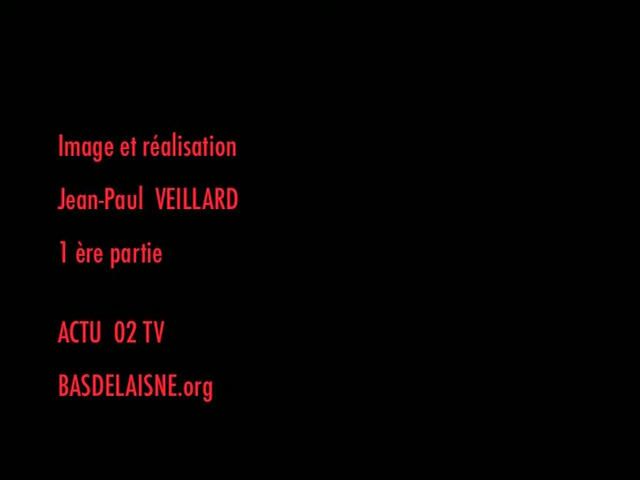 Image et réalisation
Jean-Paul VEILLARD
1 ère partie
ACTU 02 TV
BASDELAISNE.org